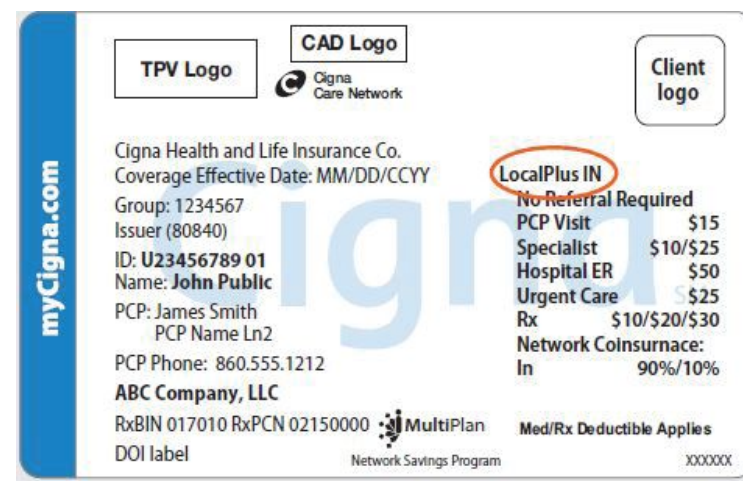 myCigna.com
TPV Logo
CAD Logo
Cigna
Care Network
Client
logo
Cigna
Cigna Health and Life Insurance Co.
Coverage Effective Date: MM/DD/CCYY
Group: 1234567
Issuer (80840)
ID: U23456789 01
Name: John Public
PCP: James Smith
PCP Name Ln2
PCP Phone: 860.555.1212
ABC Company, LLC
RxBIN 017010 RxPCN 02150000
MultiPlan
DOI label
Network Savings Program
LocalPlus IN
No Referral Required
PCP Visit $15
Specialist $10/$25
Hospital ER $50
Urgent Care $25
Rx $10/$20/$30
Network Coinsurnace:
In 90%/10%
Med/Rx Deductible Applies
XXXXXX